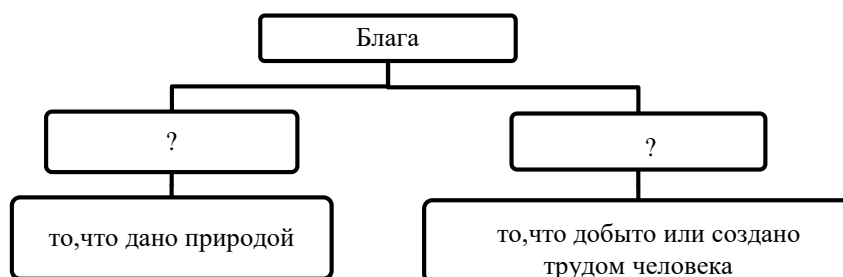 Блага
?
?
то,что дано природой
то,что добыто или создано
трудом человека